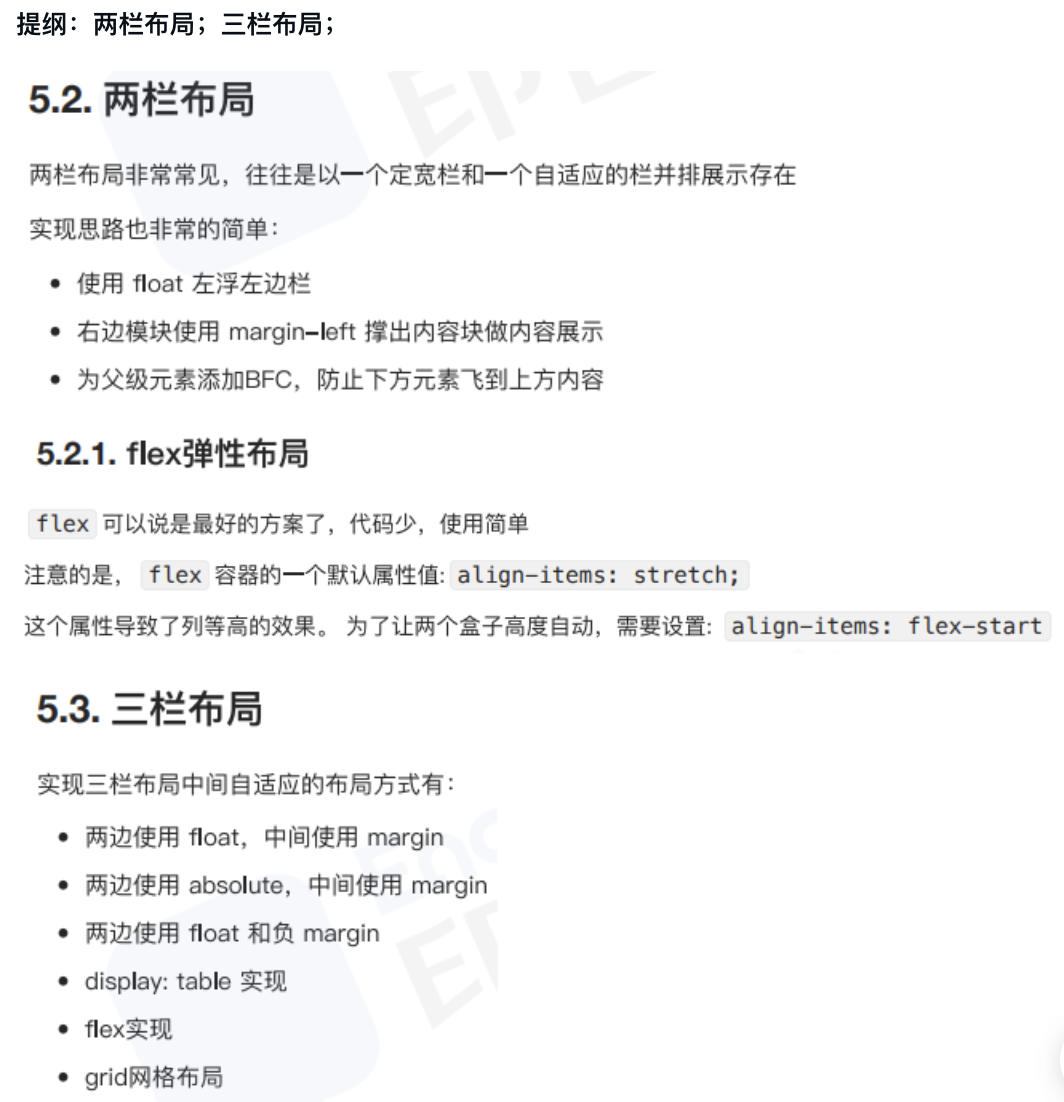 提纲：两栏布局；三栏布局；
5.2. 两栏布局
两栏布局非常常见，往往是以一个定宽栏和一个自适应的栏并排展示存在
实现思路也非常的简单：
• 使用 float 左浮左边栏
• 右边模块使用 margin-left 撑出内容块做内容展示
• 为父级元素添加BFC，防止下方元素飞到上方内容
5.2.1. flex弹性布局
flex 可以说是最好的方案了，代码少，使用简单
注意的是， flex 容器的一个默认属性值: align-items: stretch;
这个属性导致了列等高的效果。 为了让两个盒子高度自动，需要设置: align-items: flex-start
5.3. 三栏布局
实现三栏布局中间自适应的布局方式有：
• 两边使用 float，中间使用 margin
• 两边使用 absolute，中间使用 margin
• 两边使用 float 和负 margin
• display: table 实现
• flex实现
• grid网格布局